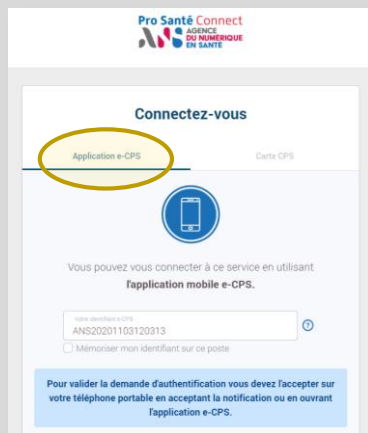 Pro Santé Connect
AGENCE
DU NUMÉRIQUE
EN SANTÉ
Connectez-vous
Application e-CPS
Carte CPS
Vous pouvez vous connecter à ce service en utilisant
l'application mobile e-CPS.
Votre identifiant e-CPS
ANS20201103120313
Mémoriser mon identifiant sur ce poste
Pour valider la demande d'authentification vous devez l'accepter sur
votre téléphone portable en acceptant la notification ou en ouvrant
l'application e-CPS.